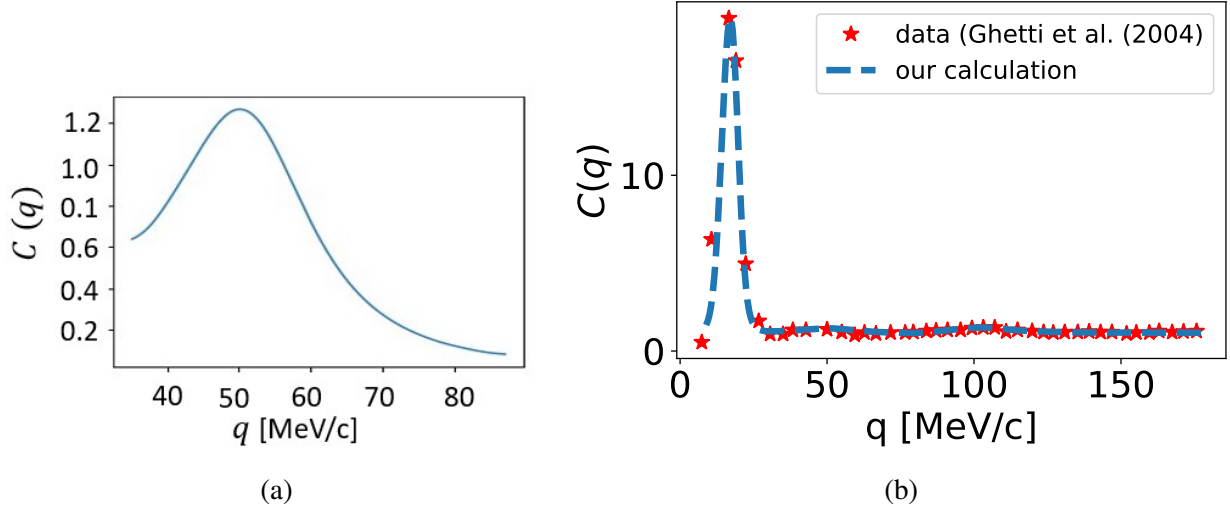 1.2
1.0
0.1
0.6
0.4
0.2
C (q)
40
50
60
70
80
q [MeV/c]
(a)
data (Ghetti et al. (2004)
our calculation
10
0
C(q)
0
50
100
150
q [MeV/c]
(b)